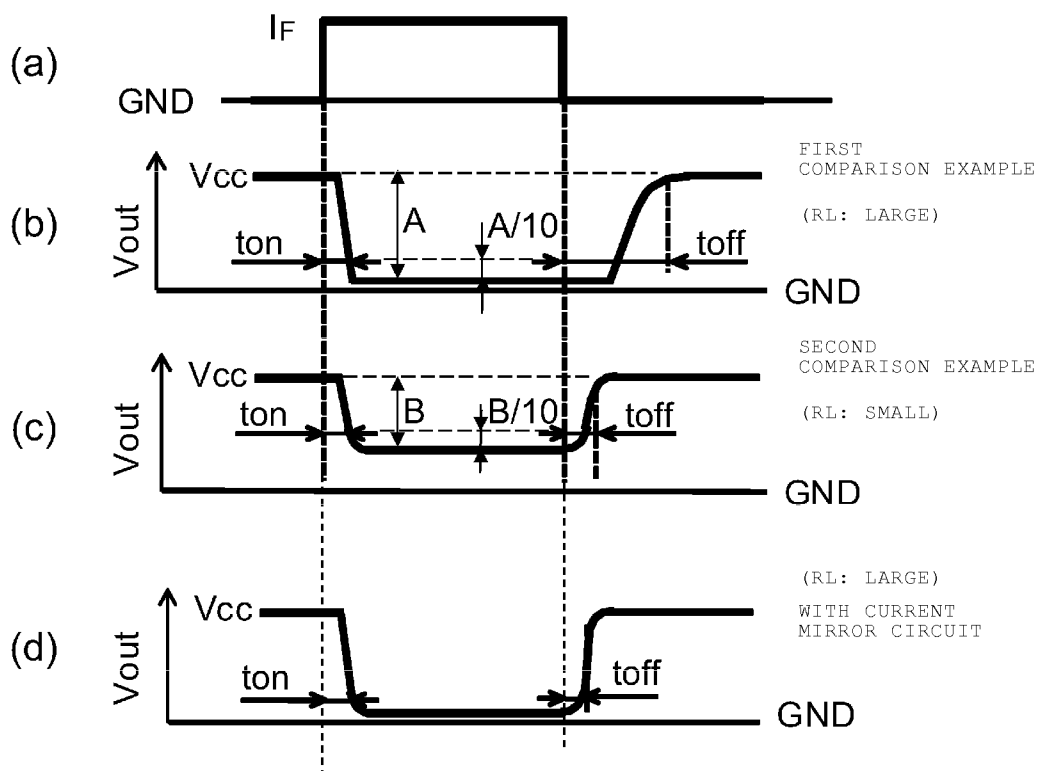 (a)
IF
GND
(b)
Vout
Vcc
A
A/10
ton
toff
GND
FIRST
COMPARISON EXAMPLE
(RL: LARGE)
(c)
Vout
Vcc
B
B/10
ton
toff
GND
SECOND
COMPARISON EXAMPLE
(RL: SMALL)
(d)
Vout
Vcc
ton
toff
GND
(RL: LARGE)
WITH CURRENT
MIRROR CIRCUIT